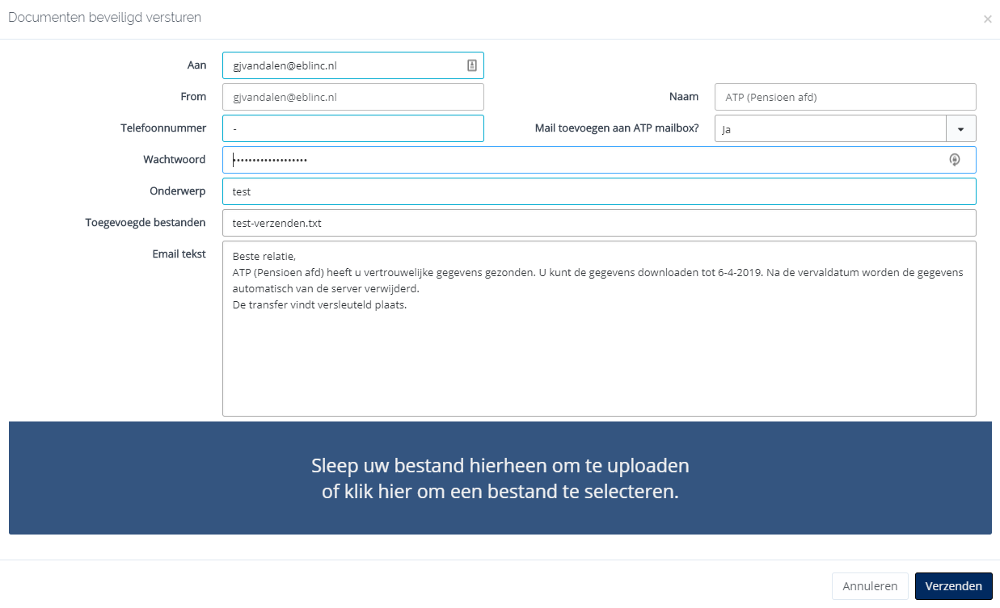 Documenten beveiligd versturen
×
Aan gjvandalen@eblinc.nl
From gjvandalen@eblinc.nl Naam ATP (Pensioen afd)
Telefoonnummer - Mail toevoegen aan ATP mailbox? Ja
Wachtwoord •••••••••••••••••••
Onderwerp test
Toegevoegde bestanden test-verzenden.txt
Email tekst Beste relatie,
ATP (Pensioen afd) heeft u vertrouwelijke gegevens gezonden. U kunt de gegevens downloaden tot 6-4-2019. Na de vervaldatum worden de gegevens
automatisch van de server verwijderd.
De transfer vindt versleuteld plaats.
Sleep uw bestand hierheen om te uploaden
of klik hier om een bestand te selecteren.
Annuleren Verzenden